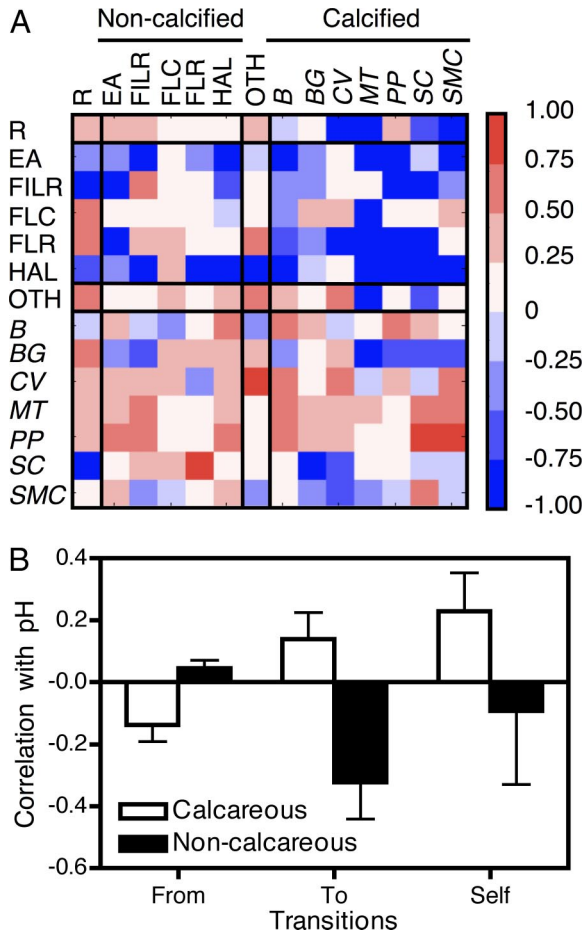 A
Non-calcified
Calcified
R EA FILR FLC FLR HAL OTH B BG CV MT PP SC SMC
R
EA
FILR
FLC
FLR
HAL
OTH
B
BG
CV
MT
PP
SC
SMC
1.00
0.75
0.50
0.25
0
-0.25
-0.50
-0.75
-1.00
B
Correlation with pH
0.4
0.2
-0.0
-0.2
-0.4
-0.6
Calcareous
Non-calcareous
From To Self
Transitions